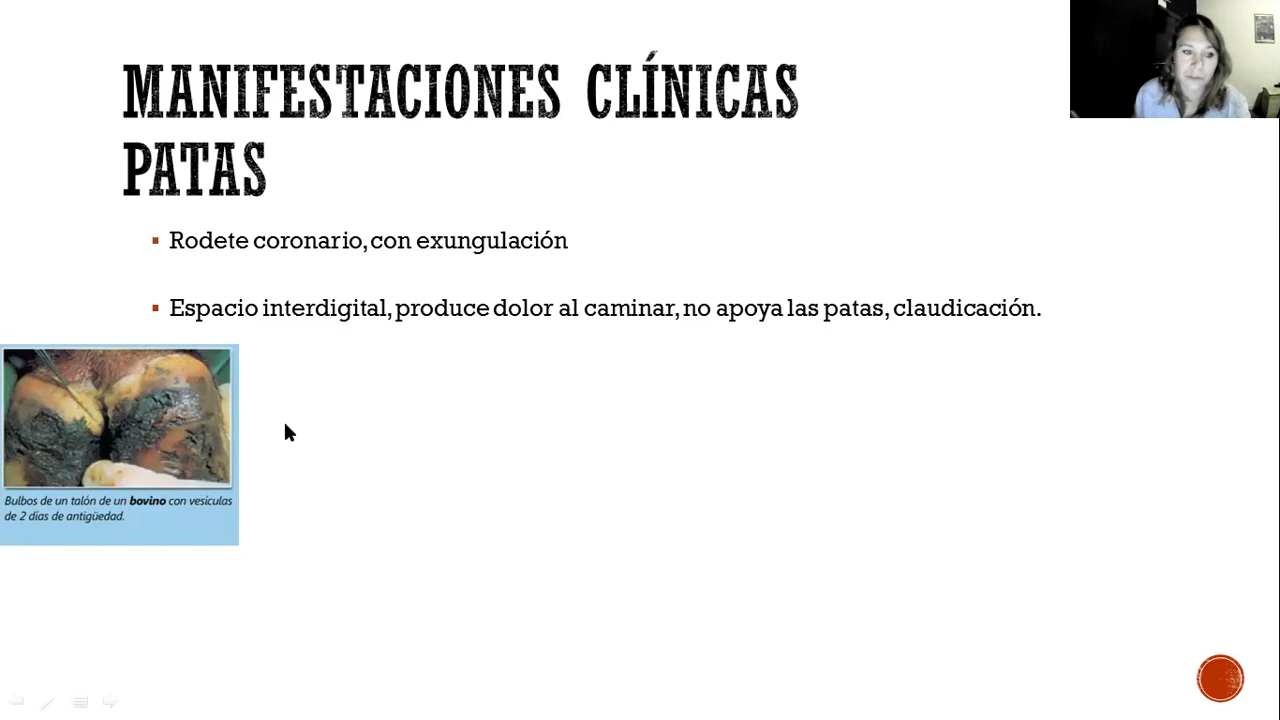 MANIFESTACIONES CLÍNICAS
PATAS
▪ Rodete coronario, con exungulación
▪ Espacio interdigital, produce dolor al caminar, no apoya las patas, claudicación.
Bulbos de un talón de un bovino con vesículas
de 2 días de antigüedad.